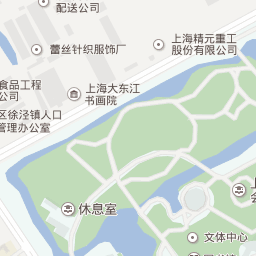 配送公司
蕾丝针织服饰厂
上海精元重工
股份有限公司
食品工程
公司
上海大东江
书画院
区徐泾镇人口
管理办公室
休息室
上
会
文体中心